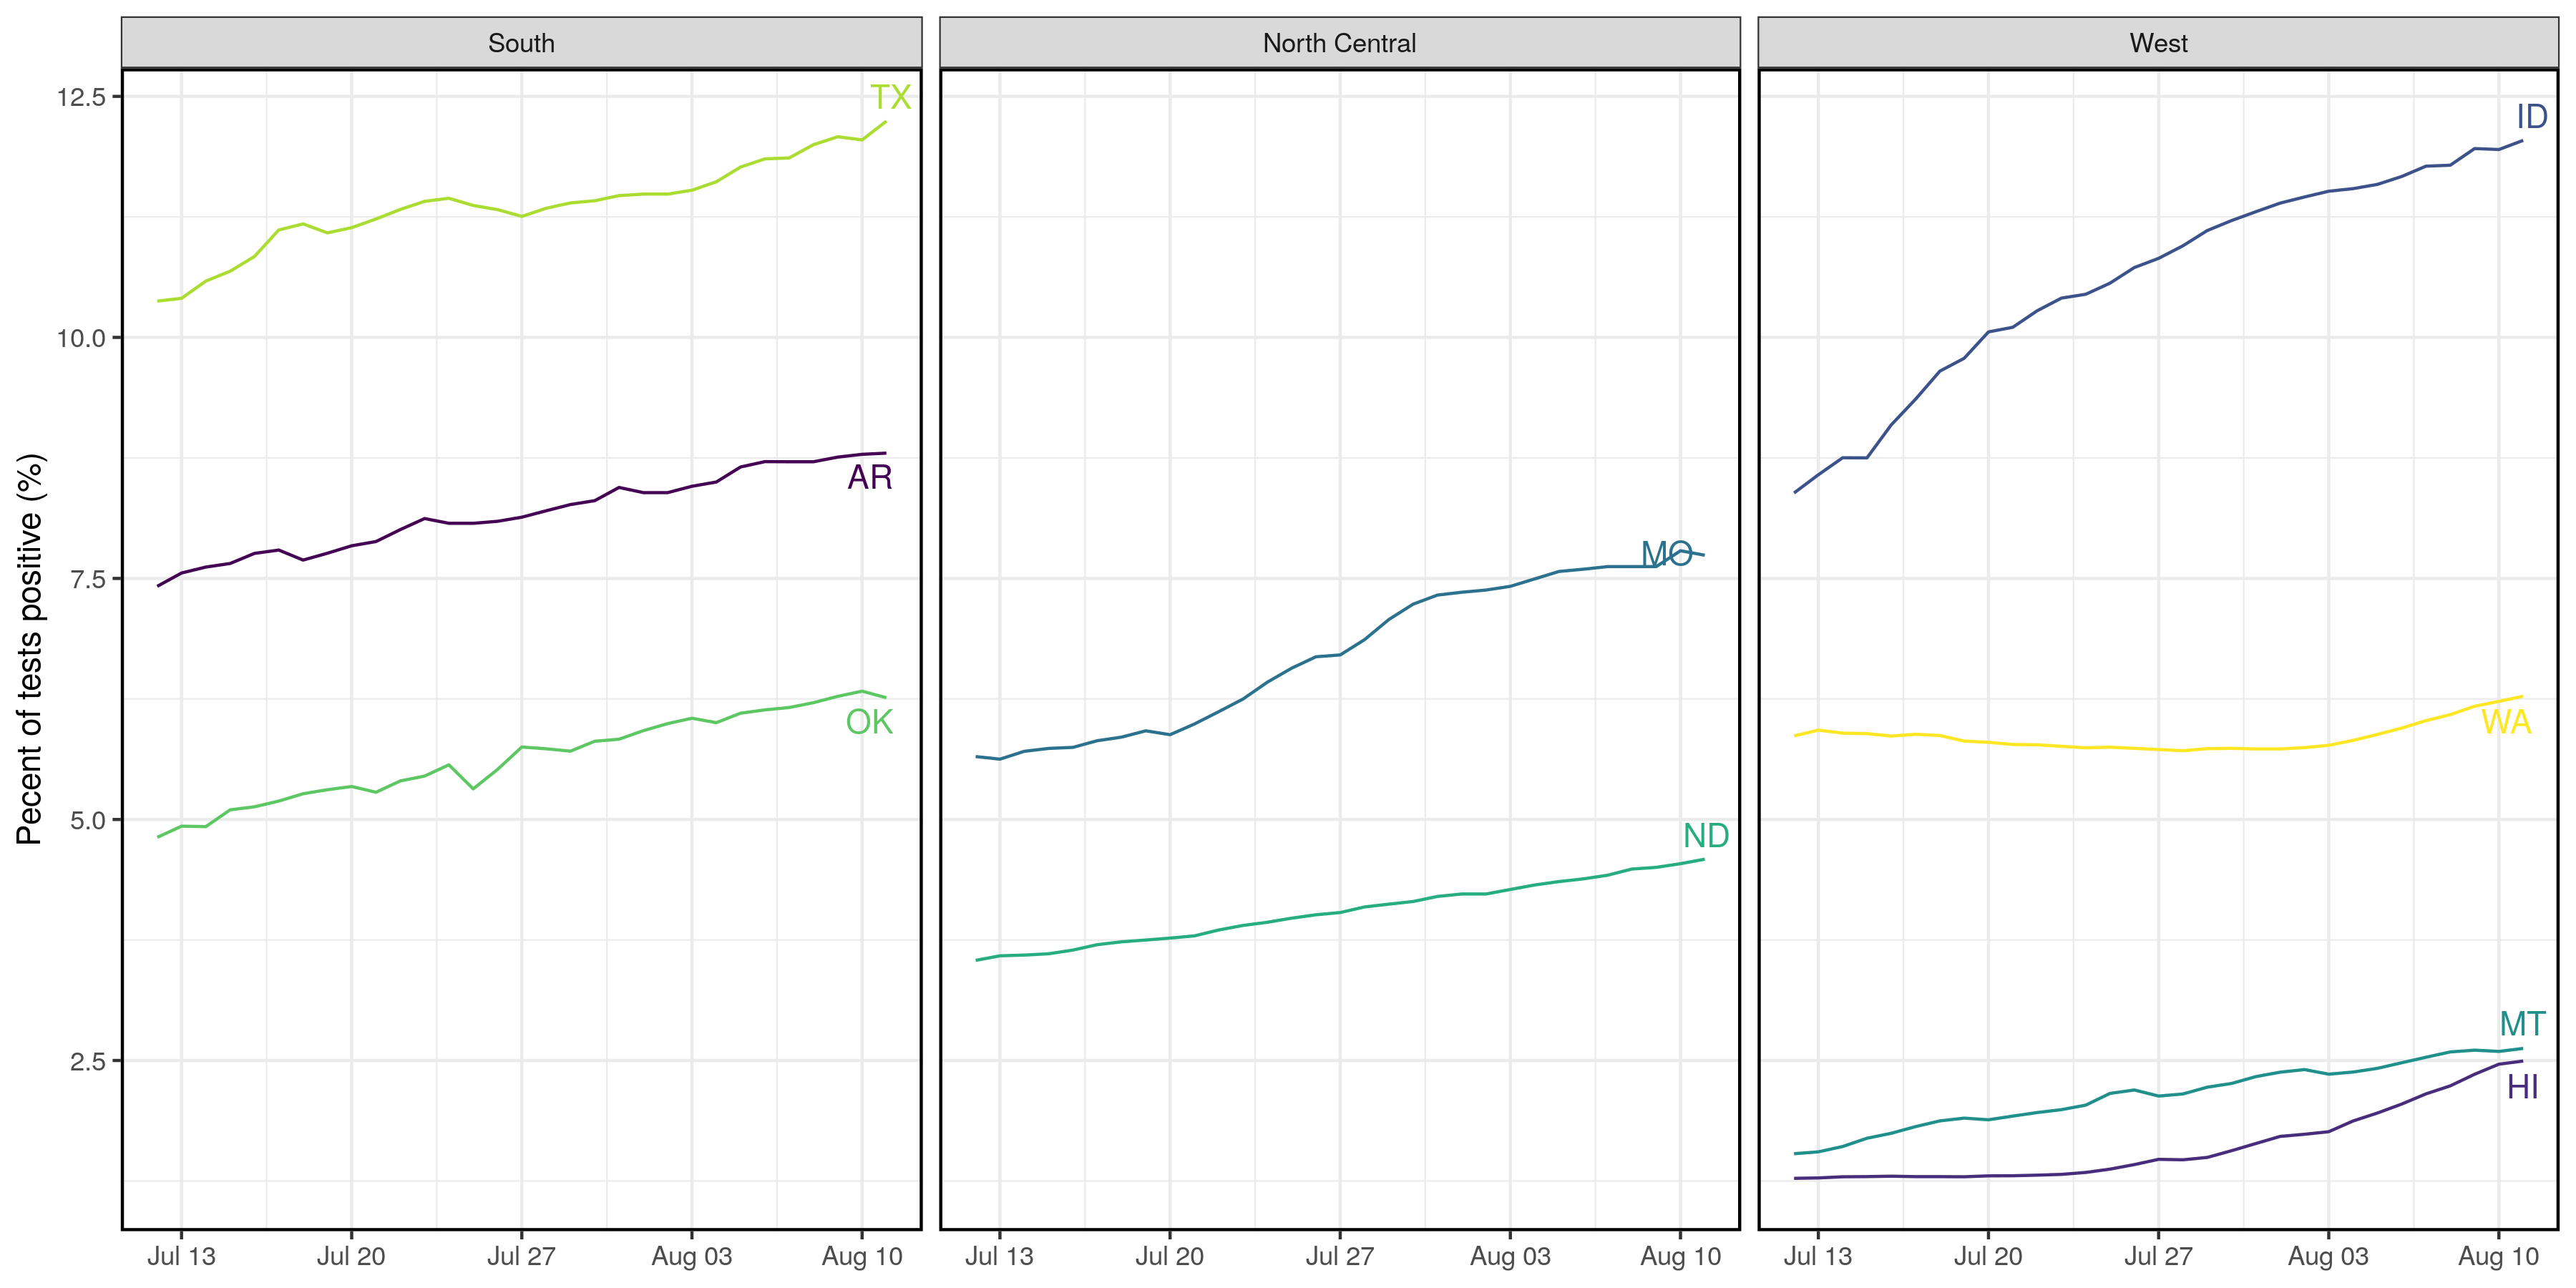 South North Central West
12.5
10.0
7.5
5.0
2.5
Pecent of tests positive (%)
TX
AR
OK
MO
ND
ID
WA
MT
HI
Jul 13 Jul 20 Jul 27 Aug 03 Aug 10 Jul 13 Jul 20 Jul 27 Aug 03 Aug 10 Jul 13 Jul 20 Jul 27 Aug 03 Aug 10